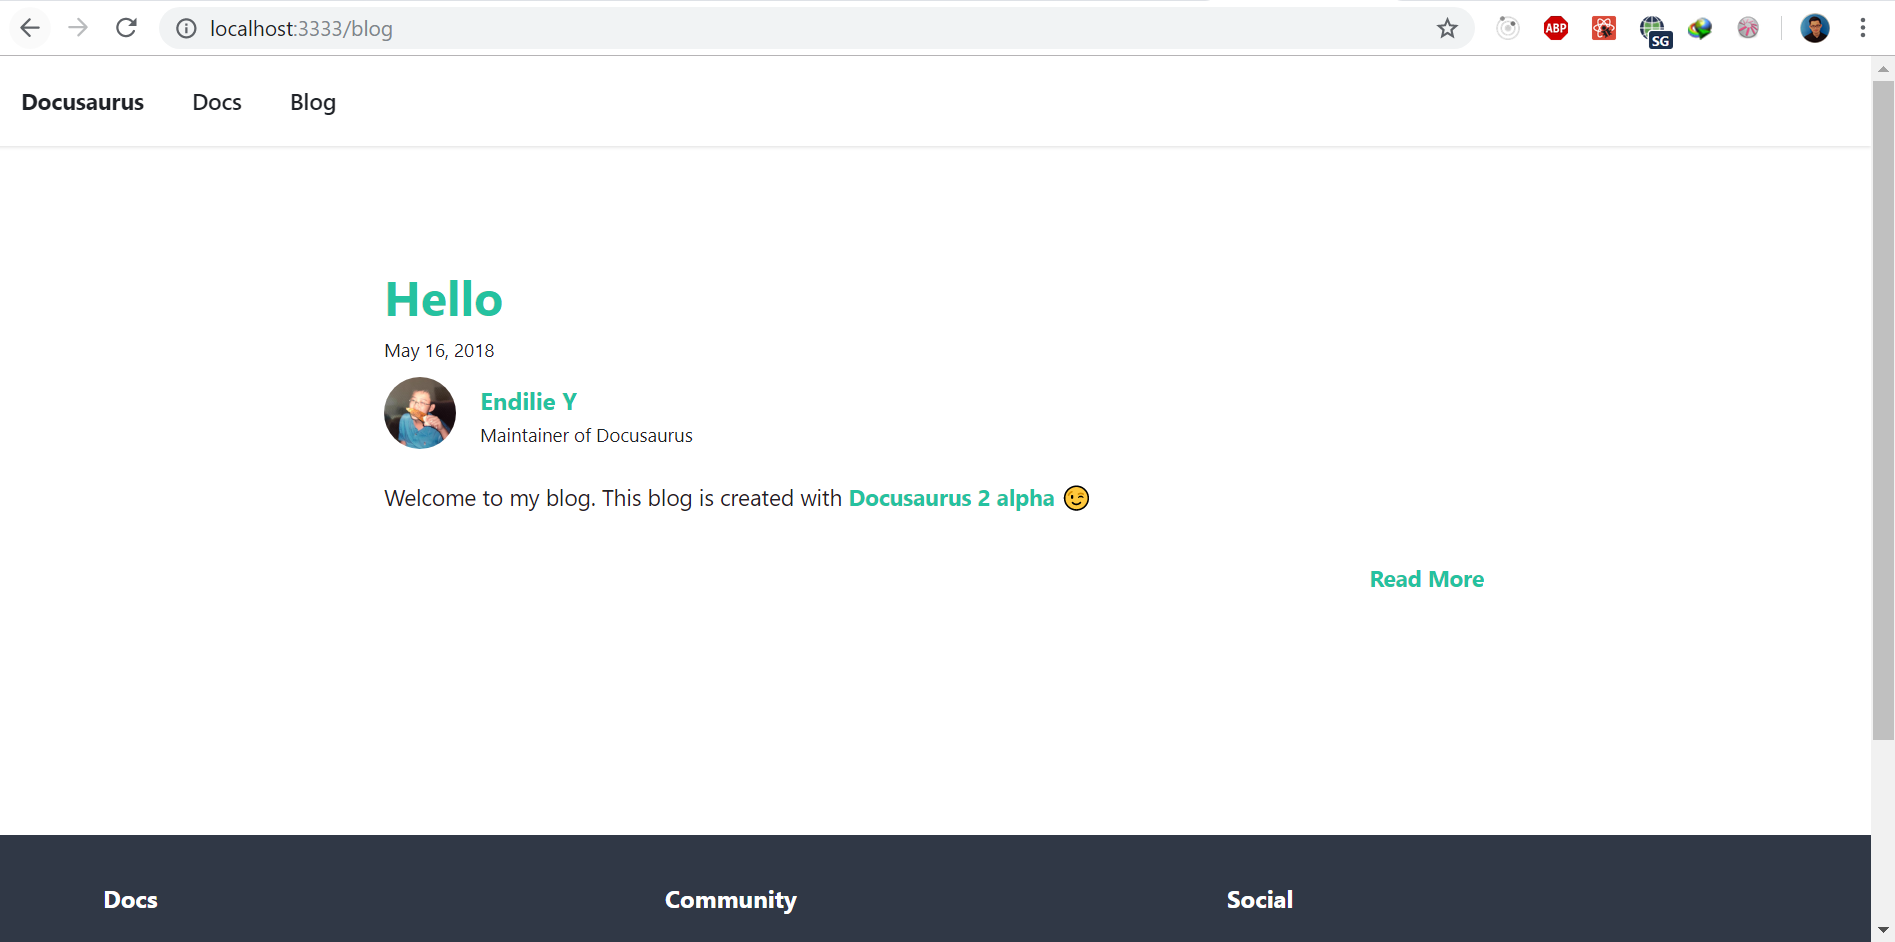 localhost:3333/blog
ABP
SG
Docusaurus Docs Blog
Hello
May 16, 2018
Endilie Y
Maintainer of Docusaurus
Welcome to my blog. This blog is created with Docusaurus 2 alpha 😉
Read More
Docs Community Social